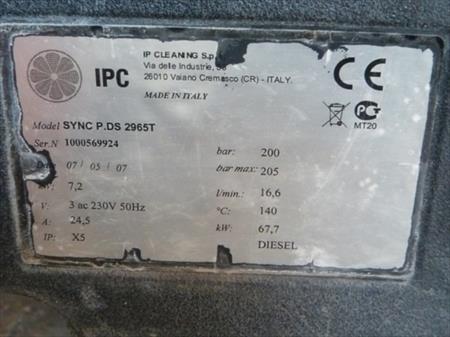 IPC
IP CLEANING S.p.
Via delle Industrie,
26010 Vaiano Cremasco (CR) - ITALY.
MADE IN ITALY
CE
MT20
Model SYNC P.DS 2965T
Ser.N 1000569924
07 / 05 / 07
7,2
V: 3 ac 230V 50Hz
A: 24,5
IP: X5
bar: 200
bar max: 205
l/min.: 16,6
°C: 140
kW: 67,7
DIESEL